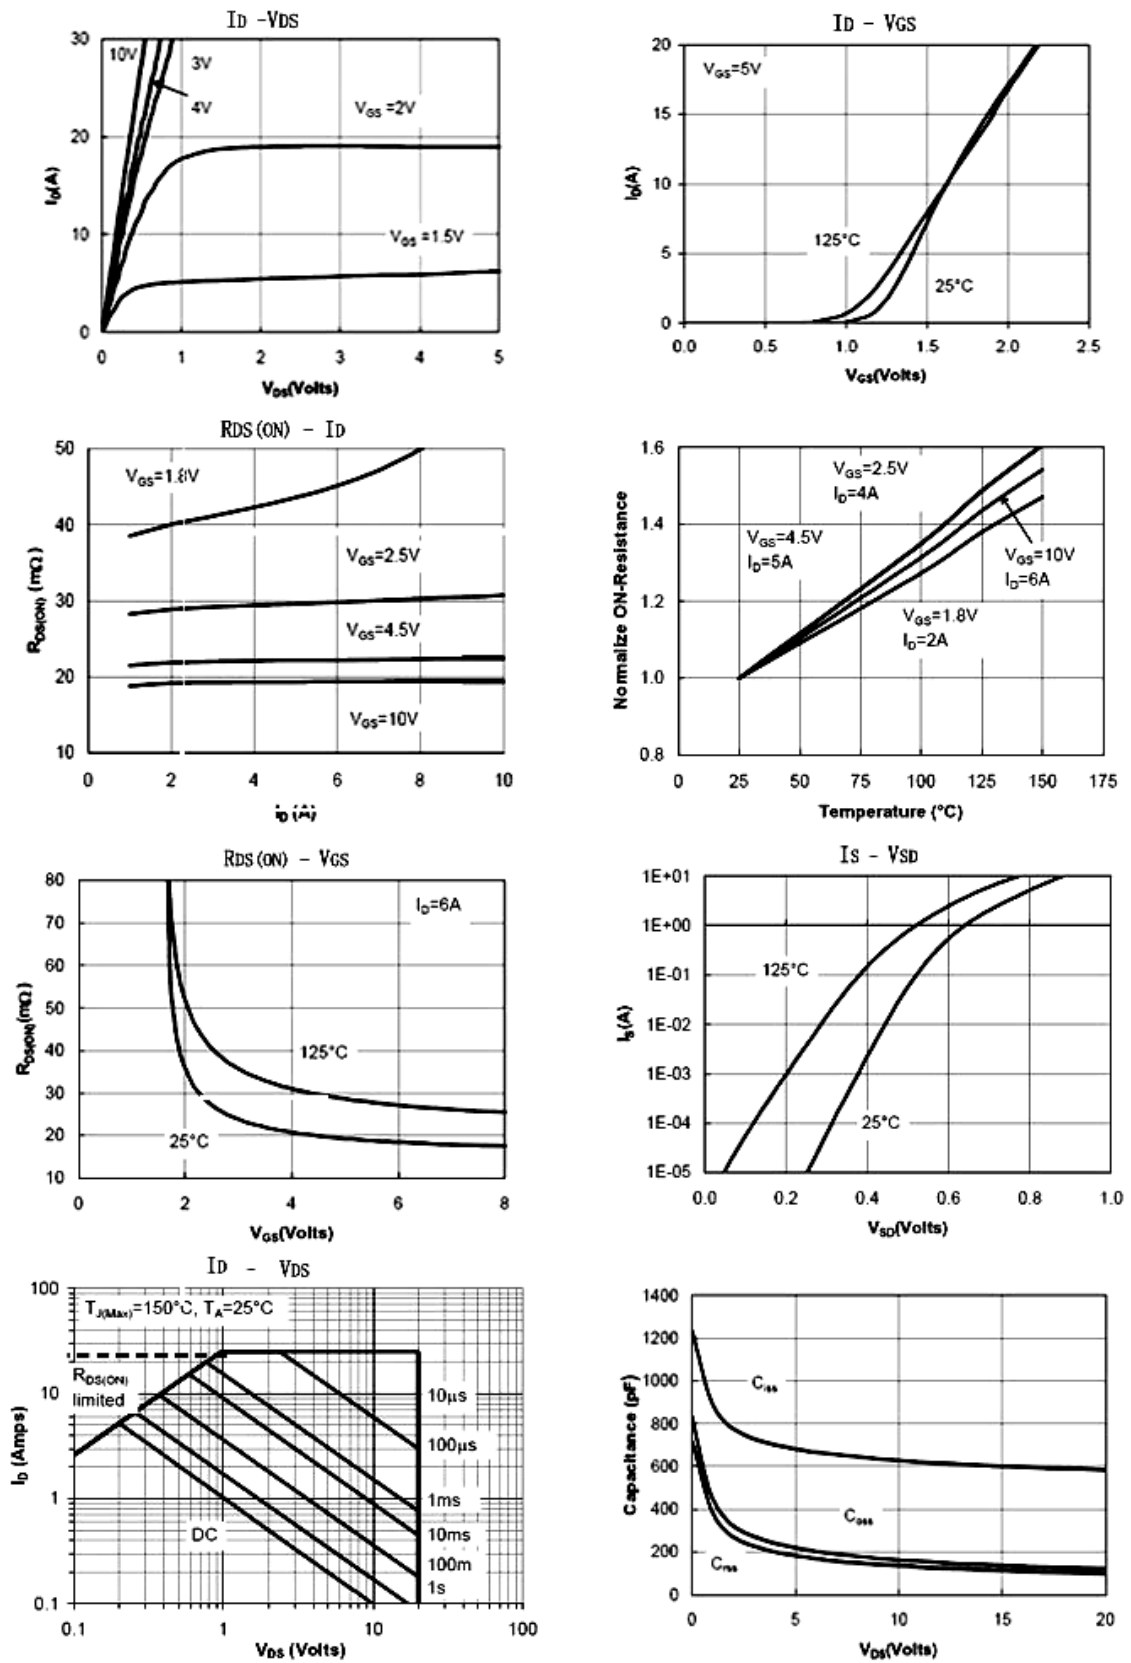 ID -VDS
30
20
10
0
10V
3V
4V
VGS =2V
VGS =1.5V
ID(A)
0 1 2 3 4 5
VDS(Volts)
ID - VGS
20
15
10
5
0
VGS=5V
125°C
25°C
ID(A)
0.0 0.5 1.0 1.5 2.0 2.5
VGS(Volts)
RDS(ON) - ID
50
40
30
20
10
VGS=1.8V
VGS=2.5V
VGS=4.5V
VGS=10V
RDS(ON) (mΩ)
0 2 4 6 8 10
ID (A)
1.6
1.4
1.2
1.0
0.8
VGS=2.5V
ID=4A
VGS=4.5V
ID=5A
VGS=10V
ID=6A
VGS=1.8V
ID=2A
Normalize ON-Resistance
0 25 50 75 100 125 150 175
Temperature (°C)
RDS(ON) - VGS
80
70
60
50
40
30
20
10
ID=6A
125°C
25°C
RDS(ON)(mΩ)
0 2 4 6 8
VGS(Volts)
IS - VSD
1E+01
1E+00
1E-01
1E-02
1E-03
1E-04
1E-05
125°C
25°C
IS(A)
0.0 0.2 0.4 0.6 0.8 1.0
VSD(Volts)
ID - VDS
100
10
1
0.1
TJ(Max)=150°C, TA=25°C
RDS(ON)
limited
10μs
100μs
1ms
10ms
100m
1s
DC
ID (Amps)
0.1 1 10 100
VDS (Volts)
1400
1200
1000
800
600
400
200
0
Ciss
Coss
Crss
Capacitance (pF)
0 5 10 15 20
VDS(Volts)